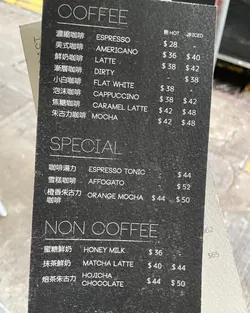 COFFEE
熱 HOT 凍 ICED
濃縮咖啡 ESPRESSO $ 28 -
美式咖啡 AMERICANO $ 36 $ 40
鮮奶咖啡 LATTE $ 38 $ 42
漸層咖啡 DIRTY - $ 42
小白咖啡 FLAT WHITE $ 38 -
泡沫咖啡 CAPPUCCINO $ 38 $ 42
焦糖咖啡 CARAMEL LATTE $ 42 $ 48
朱古力咖啡 MOCHA $ 42 $ 48
SPECIAL
咖啡湯力 ESPRESSO TONIC - $ 44
雪糕咖啡 AFFOGATO - $ 52
橙香朱古力咖啡 ORANGE MOCHA $ 44 $ 50
NON COFFEE
蜜糖鮮奶 HONEY MILK $ 36
抹茶鮮奶 MATCHA LATTE $ 40 $ 44
焙茶朱古力 HOJICHA
CHOCOLATE $ 44 $ 50